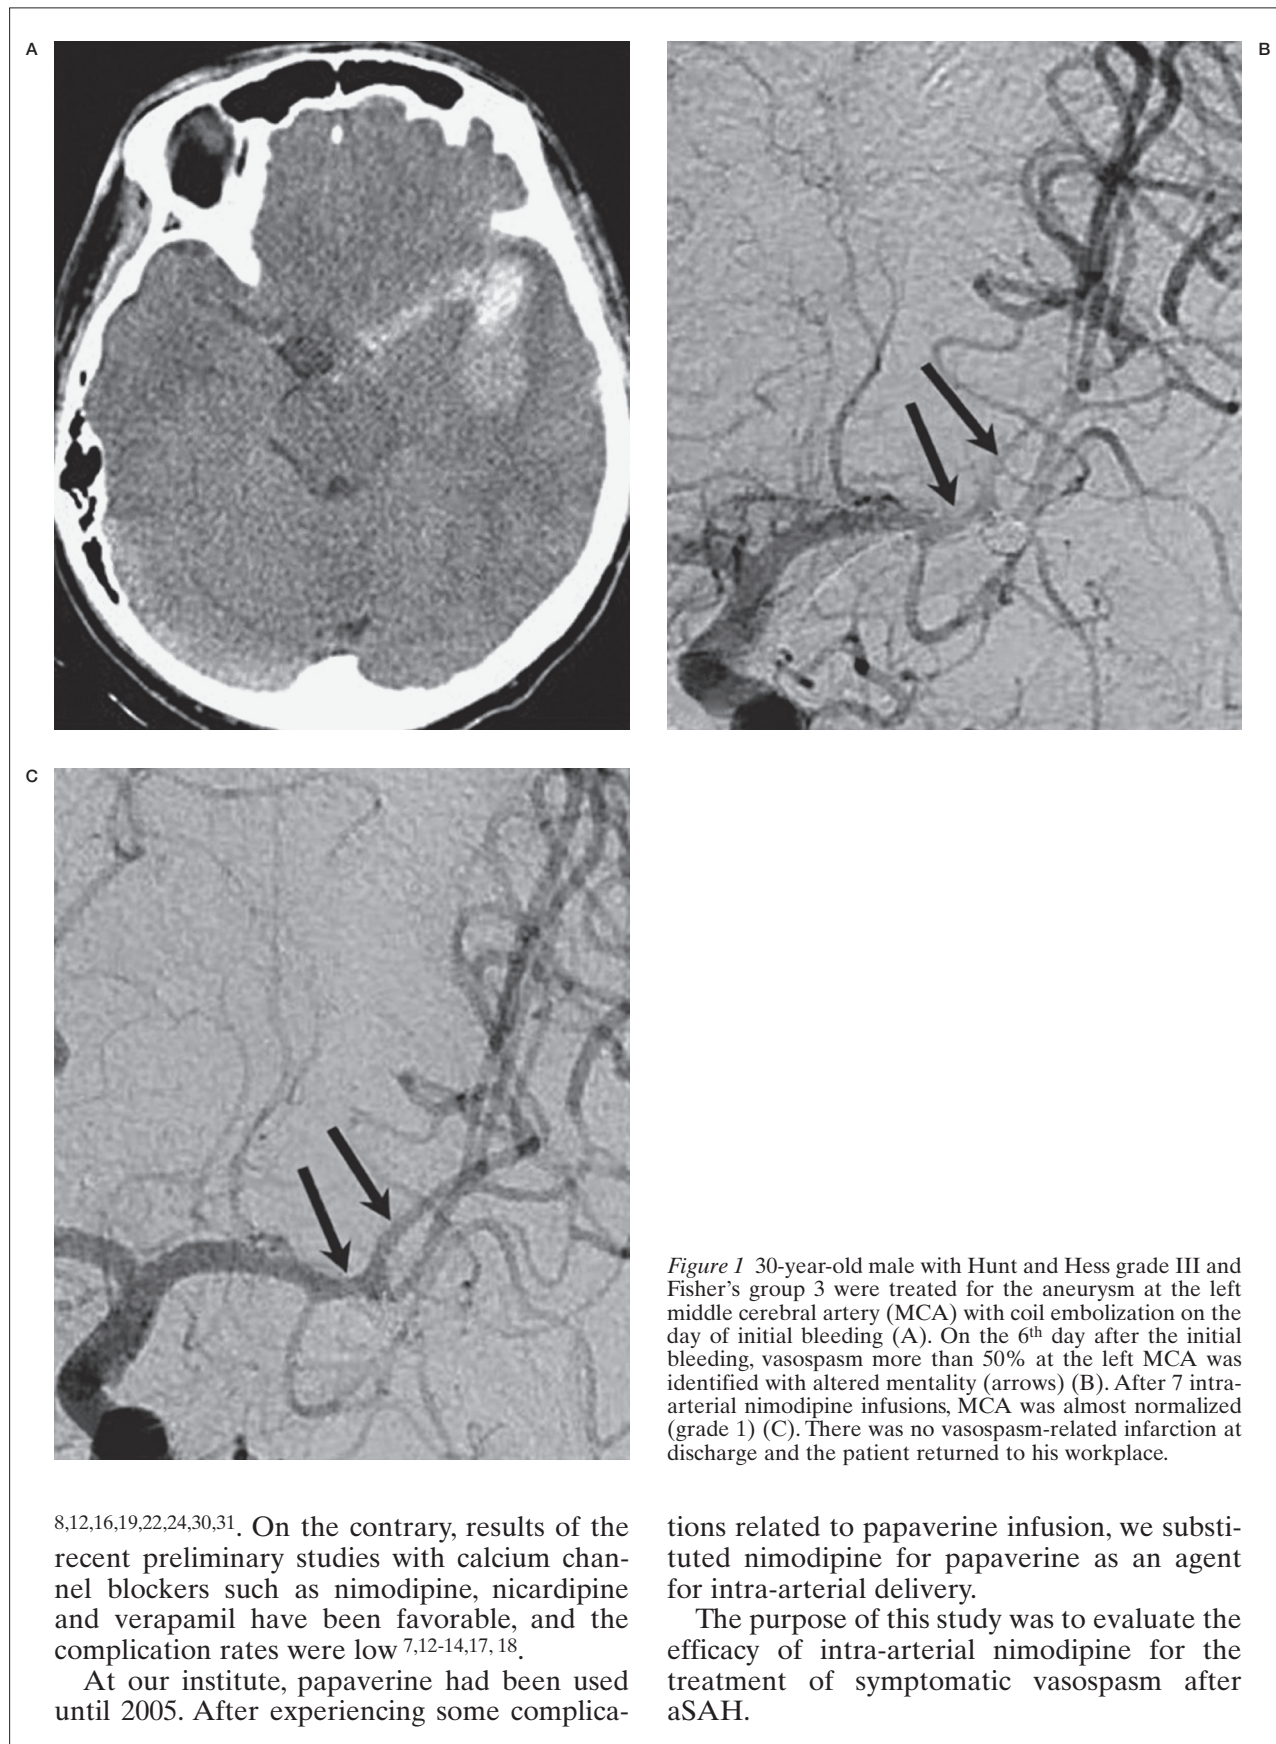 A
B
C
Figure 1 30-year-old male with Hunt and Hess grade III and
Fisher's group 3 were treated for the aneurysm at the left
middle cerebral artery (MCA) with coil embolization on the
day of initial bleeding (A). On the 6th day after the initial
bleeding, vasospasm more than 50% at the left MCA was
identified with altered mentality (arrows) (B). After 7 intra-
arterial nimodipine infusions, MCA was almost normalized
(grade 1) (C). There was no vasospasm-related infarction at
discharge and the patient returned to his workplace.
8,12,16,19,22,24,30,31. On the contrary, results of the
recent preliminary studies with calcium chan-
nel blockers such as nimodipine, nicardipine
and verapamil have been favorable, and the
complication rates were low 7,12-14,17, 18.
At our institute, papaverine had been used
until 2005. After experiencing some complica-
tions related to papaverine infusion, we substi-
tuted nimodipine for papaverine as an agent
for intra-arterial delivery.
The purpose of this study was to evaluate the
efficacy of intra-arterial nimodipine for the
treatment of symptomatic vasospasm after
aSAH.